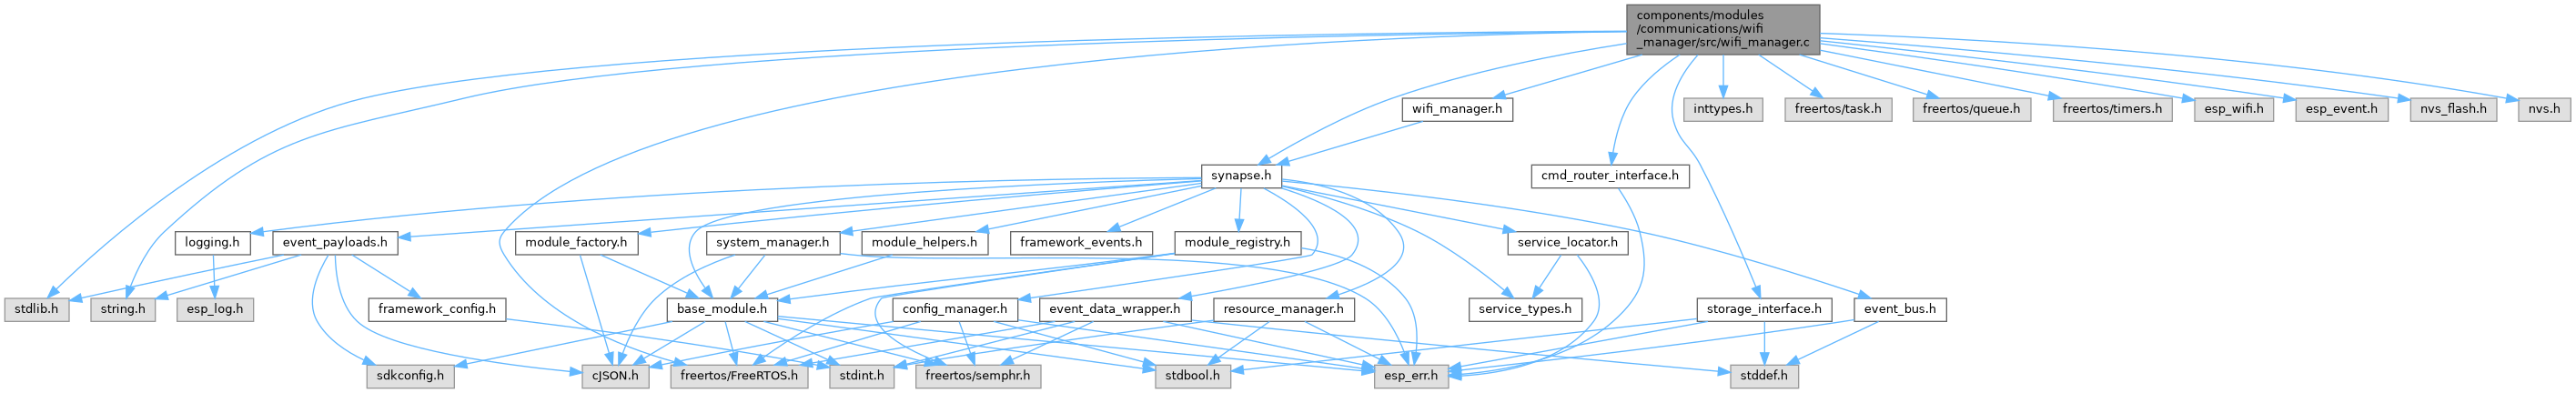 components/modules
/communications/wifi
_manager/src/wifi_manager.c
wifi_manager.h
inttypes.h
freertos/task.h
freertos/queue.h
freertos/timers.h
esp_wifi.h
esp_event.h
nvs_flash.h
nvs.h
synapse.h
cmd_router_interface.h
logging.h
event_payloads.h
module_factory.h
system_manager.h
module_helpers.h
framework_events.h
module_registry.h
service_locator.h
stdlib.h
string.h
esp_log.h
framework_config.h
base_module.h
config_manager.h
event_data_wrapper.h
resource_manager.h
service_types.h
storage_interface.h
event_bus.h
sdkconfig.h
cJSON.h
freertos/FreeRTOS.h
stdint.h
freertos/semphr.h
stdbool.h
esp_err.h
stddef.h